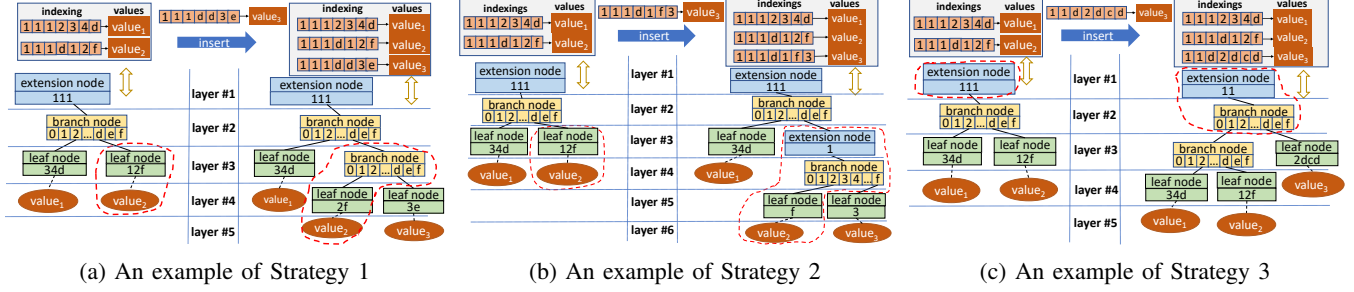 indexing values
1 1 1 2 3 4 d value1
1 1 1 d 1 2 f value2
1 1 1 d d 3 e value3
insert
indexing values
1 1 1 2 3 4 d value1
1 1 1 d 1 2 f value2
1 1 1 d d 3 e value3
extension node
111
layer #1
extension node
111
branch node
0 1 2 ... d e f
layer #2
branch node
0 1 2 ... d e f
leaf node
34d
leaf node
12f
layer #3
leaf node
34d
branch node
0 1 2 ... d e f
value1
value2
layer #4
value1
leaf node
2f
leaf node
3e
layer #5
value2
value3
(a) An example of Strategy 1
indexings values
1 1 1 2 3 4 d value1
1 1 1 d 1 2 f value2
1 1 1 d 1 f 3 value3
insert
indexings values
1 1 1 2 3 4 d value1
1 1 1 d 1 2 f value2
1 1 1 d 1 f 3 value3
extension node
111
layer #1
extension node
111
branch node
0 1 2 ... d e f
layer #2
branch node
0 1 2 ... d e f
leaf node
34d
leaf node
12f
layer #3
leaf node
34d
extension node
1
value1
value2
layer #4
value1
branch node
0 1 2 3 4 ... f
layer #5
leaf node
f
leaf node
3
layer #6
value2
value3
(b) An example of Strategy 2
indexings values
1 1 1 2 3 4 d value1
1 1 1 d 1 2 f value2
1 1 d 2 d c d value3
insert
indexings values
1 1 1 2 3 4 d value1
1 1 1 d 1 2 f value2
1 1 d 2 d c d value3
extension node
111
layer #1
extension node
11
branch node
0 1 2 ... d e f
layer #2
branch node
0 1 2 ... d e f
leaf node
34d
leaf node
12f
layer #3
branch node
0 1 2 ... d e f
leaf node
2dcd
value1
value2
layer #4
leaf node
34d
leaf node
12f
value3
layer #5
value1
value2
(c) An example of Strategy 3